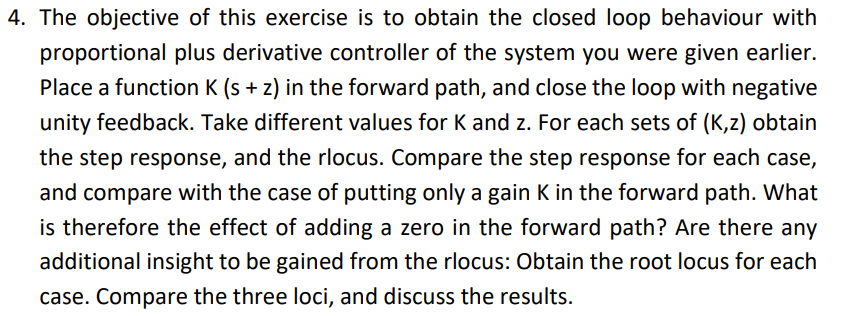 4. The objective of this exercise is to obtain the closed loop behaviour with
proportional plus derivative controller of the system you were given earlier.
Place a function K (s + z) in the forward path, and close the loop with negative
unity feedback. Take different values for K and z. For each sets of (K,z) obtain
the step response, and the rlocus. Compare the step response for each case,
and compare with the case of putting only a gain K in the forward path. What
is therefore the effect of adding a zero in the forward path? Are there any
additional insight to be gained from the rlocus: Obtain the root locus for each
case. Compare the three loci, and discuss the results.